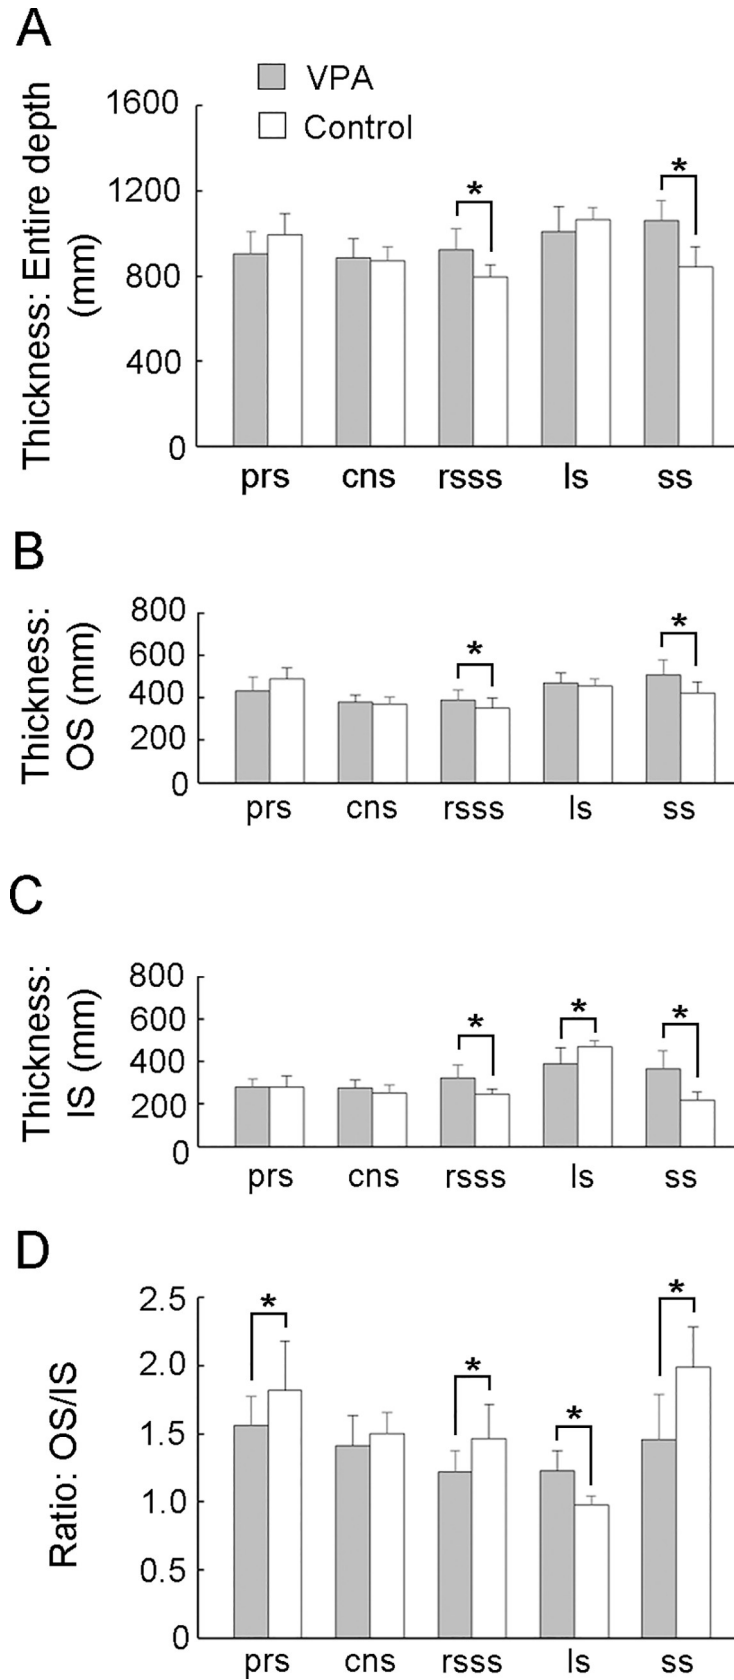 A
VPA
Control
Thickness: Entire depth
(mm)
1600
1200
800
400
0
*
*
prs cns rsss ls ss
B
Thickness:
OS (mm)
800
600
400
200
0
*
*
prs cns rsss ls ss
C
Thickness:
IS (mm)
800
600
400
200
0
*
*
*
prs cns rsss ls ss
D
Ratio: OS/IS
2.5
2.0
1.5
1.0
0.5
0
*
*
*
*
prs cns rsss ls ss